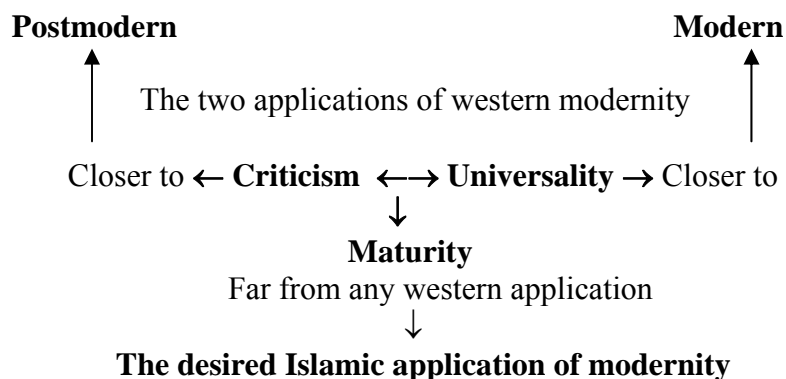 Postmodern Modern
The two applications of western modernity
Closer to ← Criticism ←→ Universality → Closer to
↓
Maturity
Far from any western application
↓
The desired Islamic application of modernity